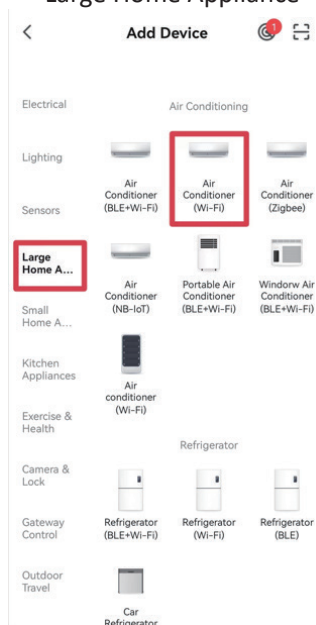 Large Home Appliance
Add Device
1
Electrical
Lighting
Sensors
Large
Home A...
Small
Home A...
Kitchen
Appliances
Exercise &
Health
Camera &
Lock
Gateway
Control
Outdoor
Travel
Air Conditioning
Air
Conditioner
(BLE+Wi-Fi)
Air
Conditioner
(Wi-Fi)
Air
Conditioner
(Zigbee)
Air
Conditioner
(NB-IoT)
Portable Air
Conditioner
(BLE+Wi-Fi)
Windorw Air
Conditioner
(BLE+Wi-Fi)
Air
conditioner
(Wi-Fi)
Refrigerator
Refrigerator
(BLE+Wi-Fi)
Refrigerator
(Wi-Fi)
Refrigerator
(BLE)
Car
Refrigerator